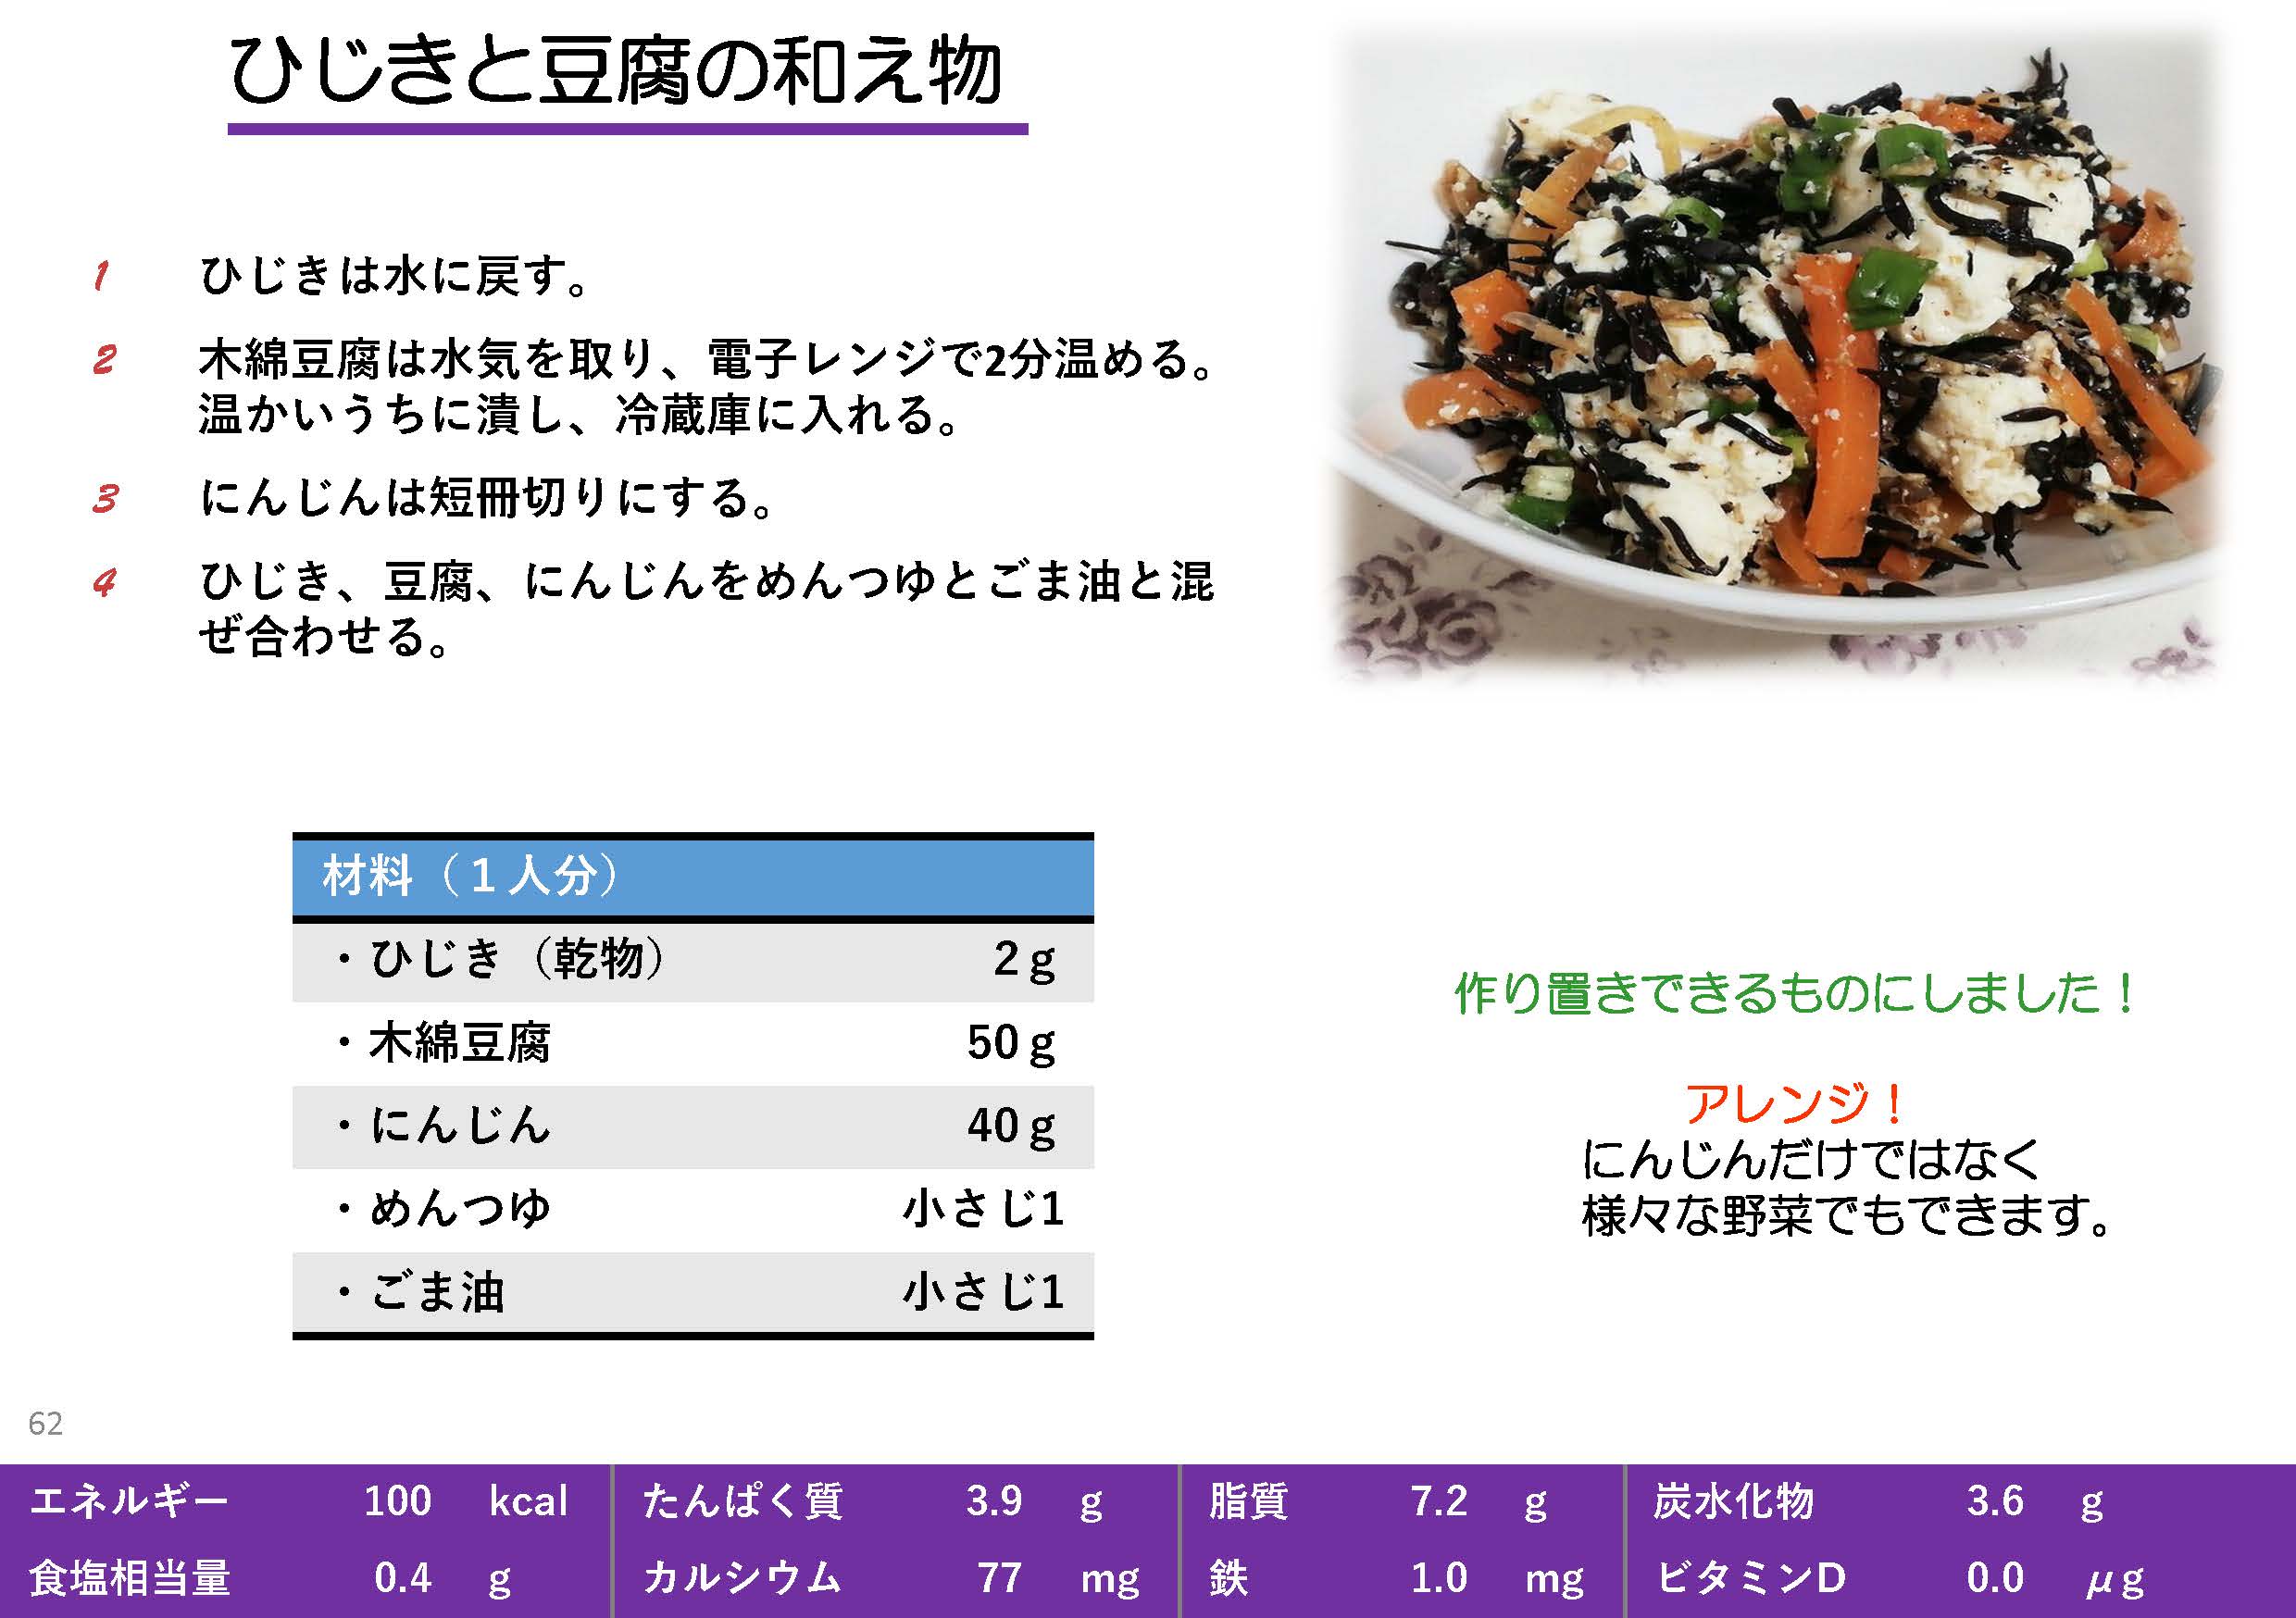 ひじきと豆腐の和え物
1 ひじきは水に戻す。
2 木綿豆腐は水気を取り、電子レンジで2分温める。
温かいうちに潰し、冷蔵庫に入れる。
3 にんじんは短冊切りにする。
4 ひじき、豆腐、にんじんをめんつゆとごま油と混
ぜ合わせる。
材料（１人分）
・ひじき（乾物） 2g
・木綿豆腐 50g
・にんじん 40g
・めんつゆ 小さじ1
・ごま油 小さじ1
作り置きできるものにしました！
アレンジ！
にんじんだけではなく
様々な野菜でもできます。
62
エネルギー 100 kcal たんぱく質 3.9 g 脂質 7.2 g 炭水化物 3.6 g
食塩相当量 0.4 g カルシウム 77 mg 鉄 1.0 mg ビタミンD 0.0 μg